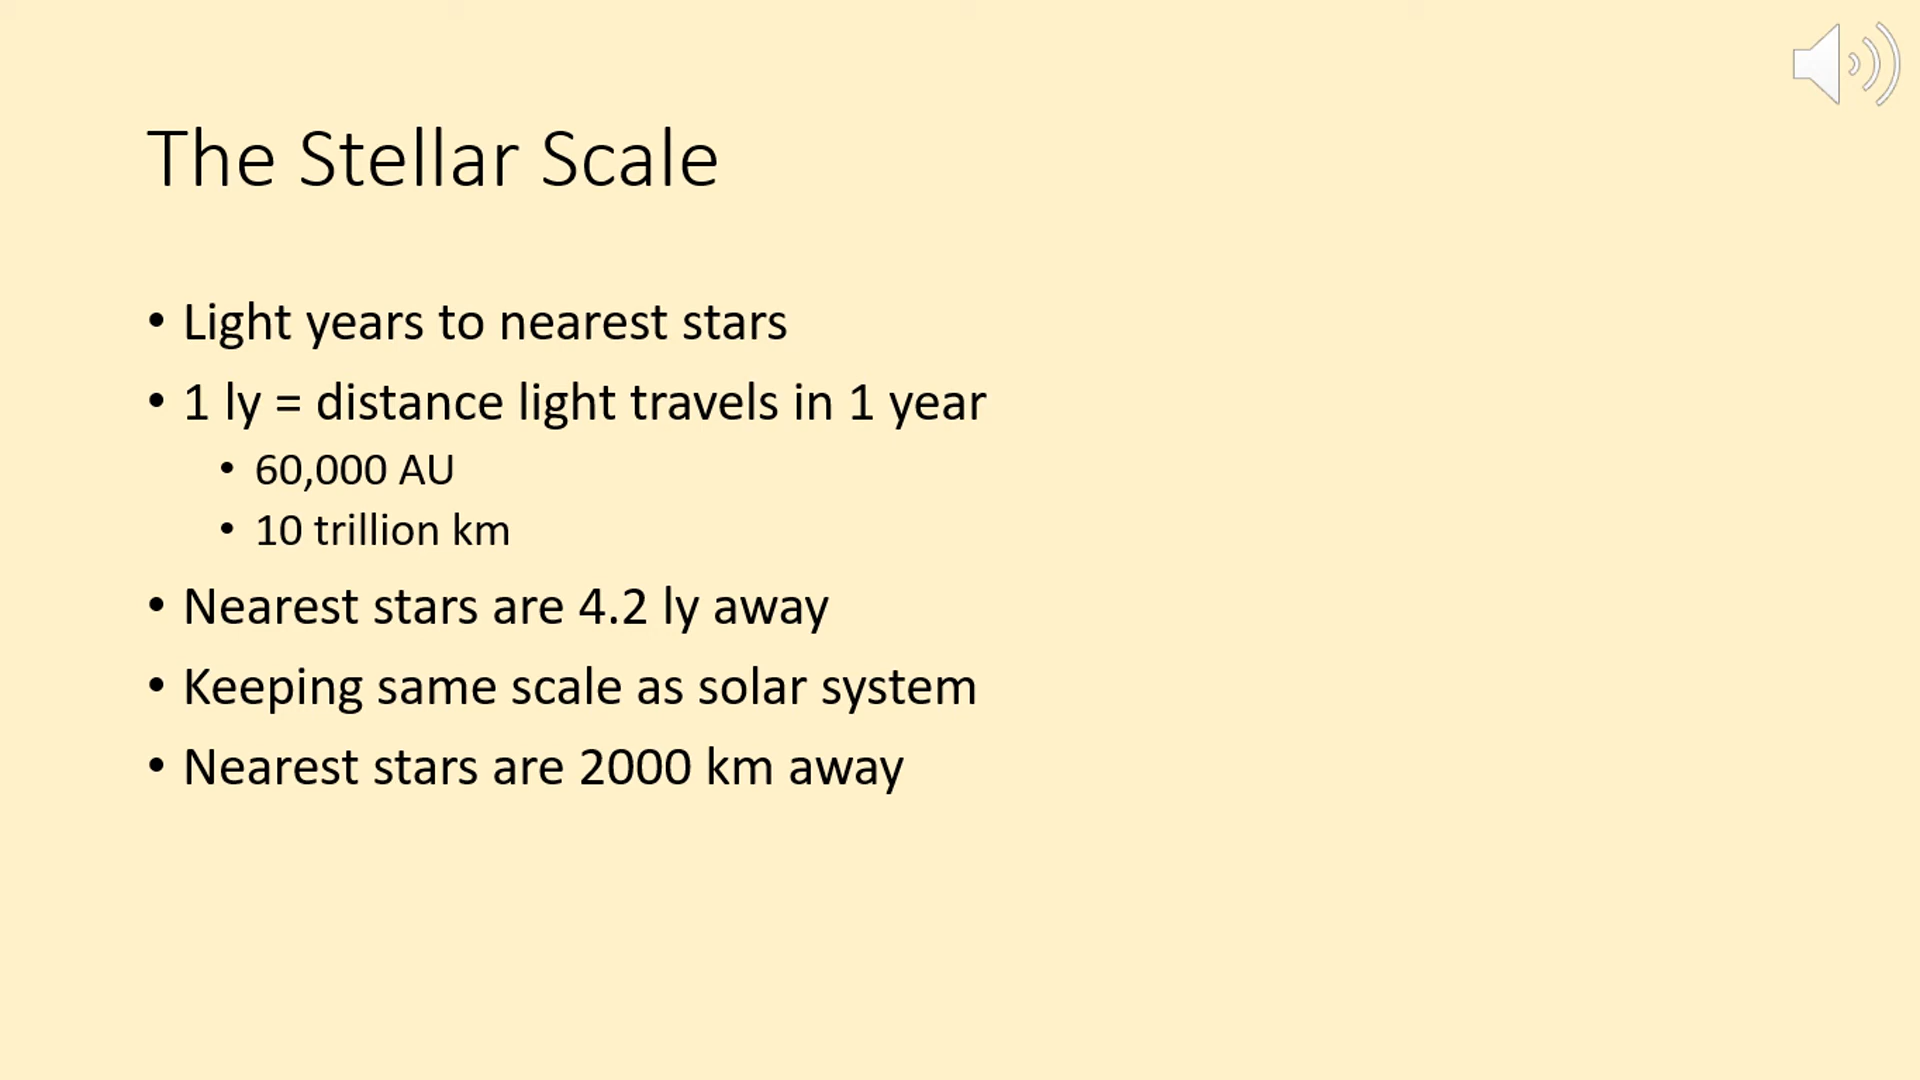 The Stellar Scale
• Light years to nearest stars
• 1 ly = distance light travels in 1 year
• 60,000 AU
• 10 trillion km
• Nearest stars are 4.2 ly away
• Keeping same scale as solar system
• Nearest stars are 2000 km away